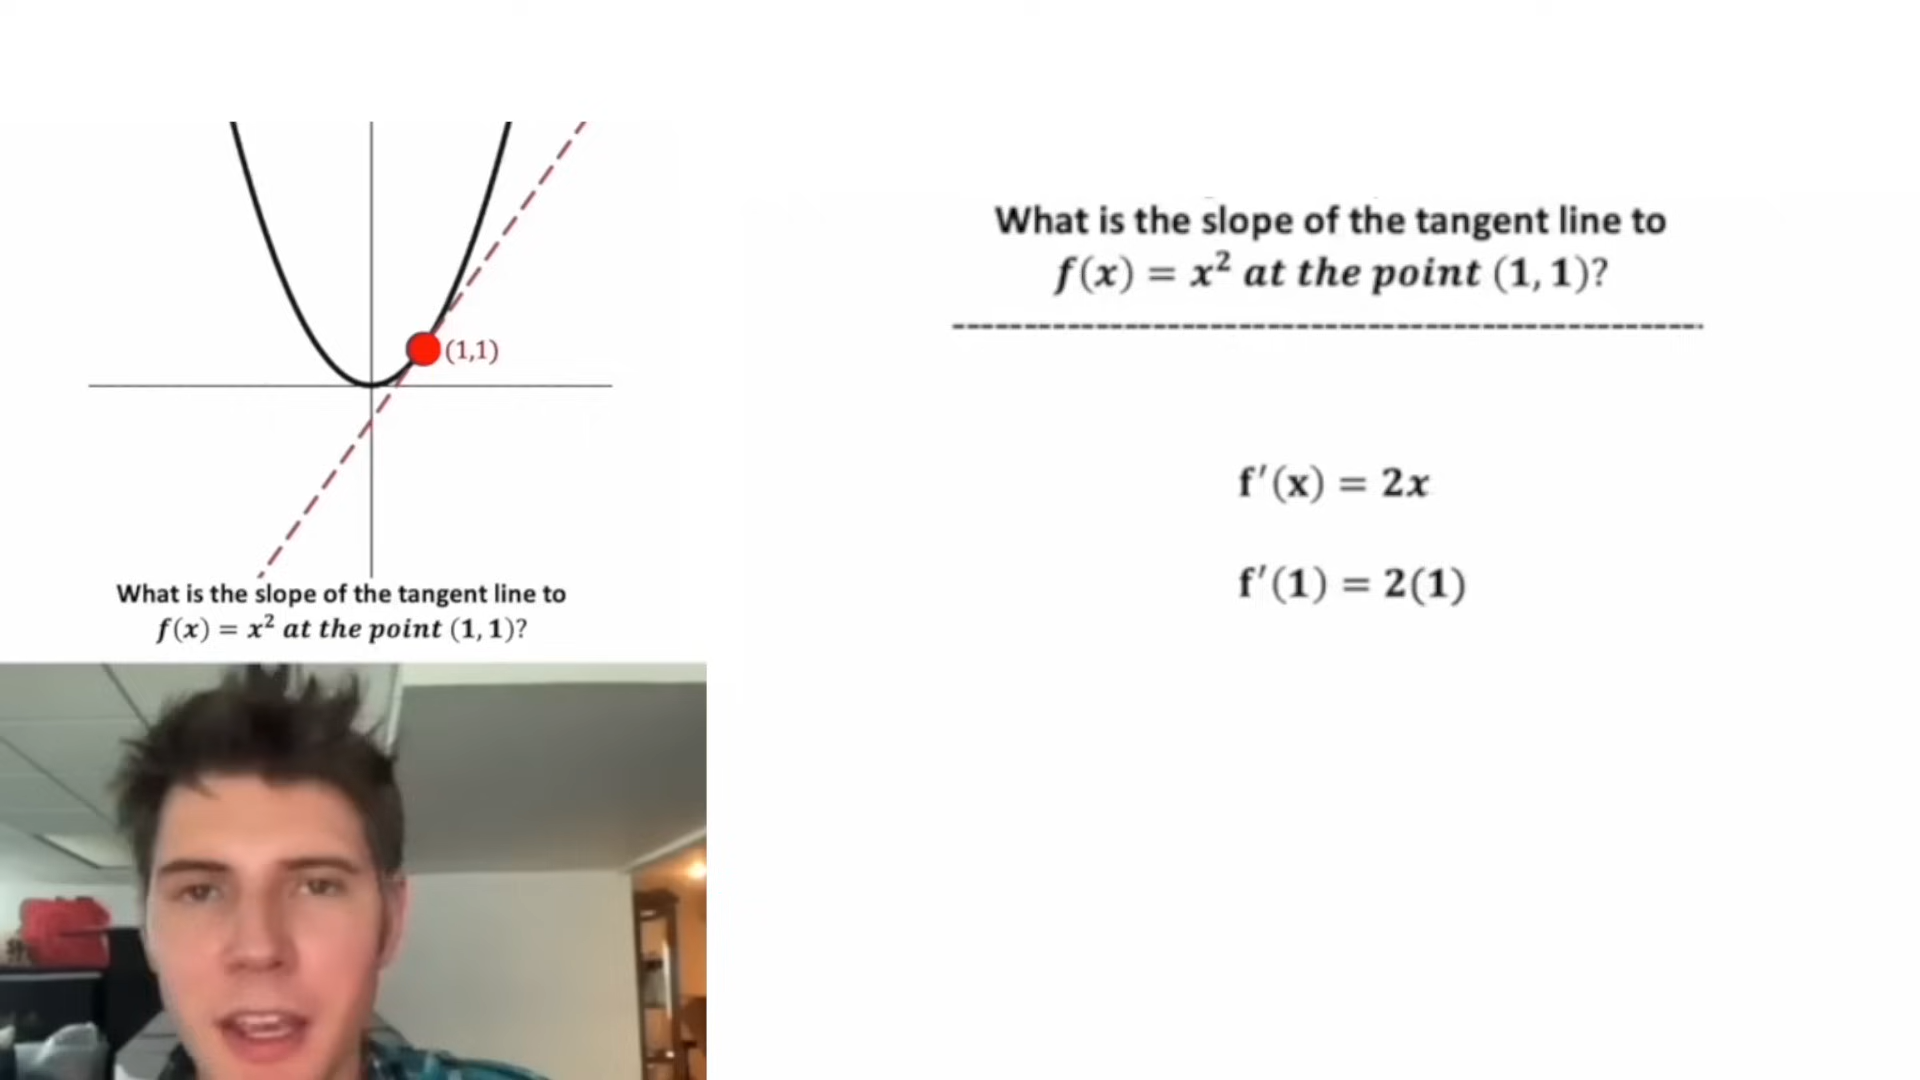 (1,1)
What is the slope of the tangent line to
f(x) = x² at the point (1, 1)?
What is the slope of the tangent line to
f(x) = x² at the point (1, 1)?
f′(x) = 2x
f′(1) = 2(1)